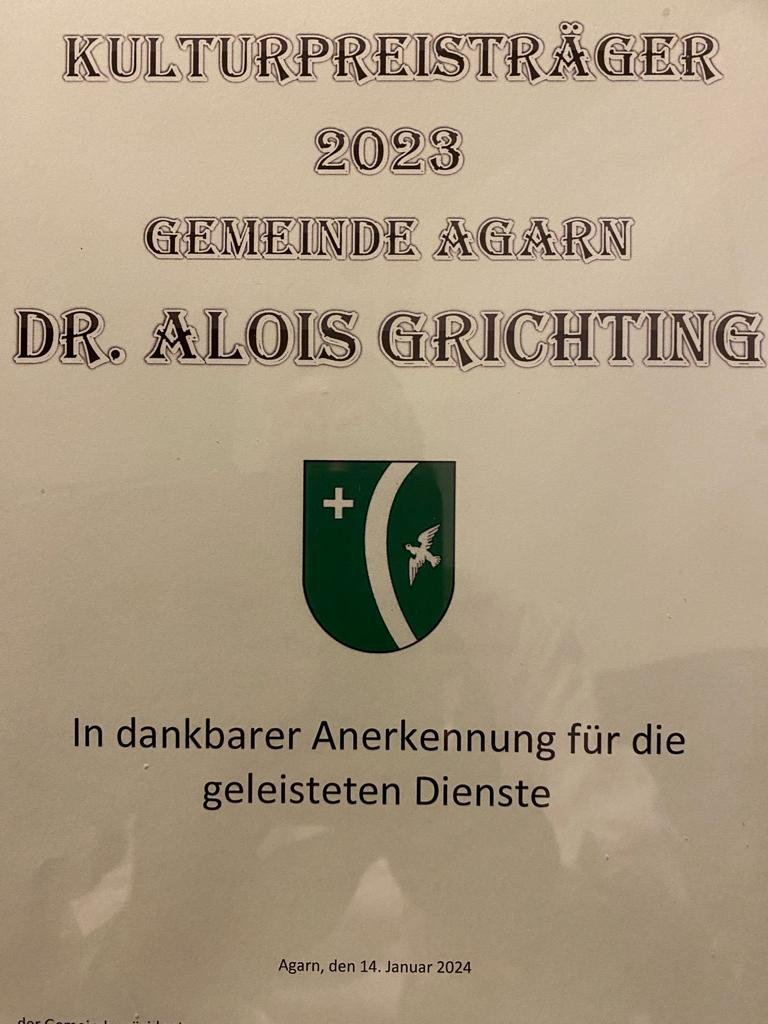 KULTURPREISTRÄGER
2023
GEMEINDE AGARN
DR. ALOIS GRICHTING
In dankbarer Anerkennung für die
geleisteten Dienste
Agarn, den 14. Januar 2024